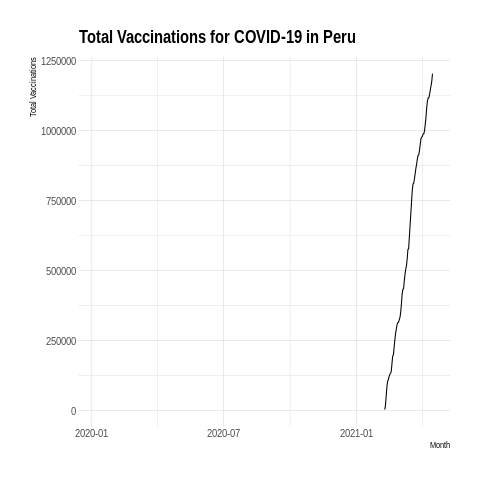 Total Vaccinations for COVID-19 in Peru
Total Vaccinations
1250000
1000000
750000
500000
250000
0
2020-01 2020-07 2021-01
Month